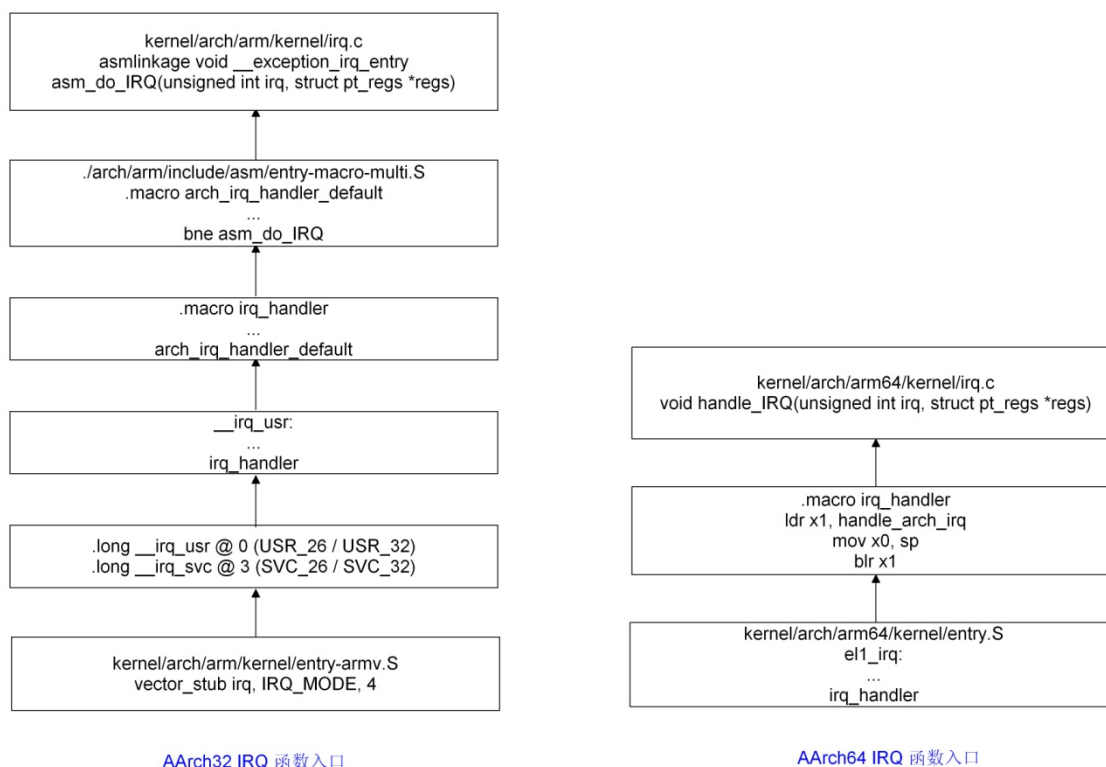 kernel/arch/arm/kernel/irq.c
asmlinkage void __exception_irq_entry
asm_do_IRQ(unsigned int irq, struct pt_regs *regs)
./arch/arm/include/asm/entry-macro-multi.S
.macro arch_irq_handler_default
...
bne asm_do_IRQ
.macro irq_handler
...
arch_irq_handler_default
__irq_usr:
...
irq_handler
.long __irq_usr @ 0 (USR_26 / USR_32)
.long __irq_svc @ 3 (SVC_26 / SVC_32)
kernel/arch/arm/kernel/entry-armv.S
vector_stub irq, IRQ_MODE, 4
AArch32 IRQ 函数入口
kernel/arch/arm64/kernel/irq.c
void handle_IRQ(unsigned int irq, struct pt_regs *regs)
.macro irq_handler
ldr x1, handle_arch_irq
mov x0, sp
blr x1
kernel/arch/arm64/kernel/entry.S
el1_irq:
...
irq_handler
AArch64 IRQ 函数入口